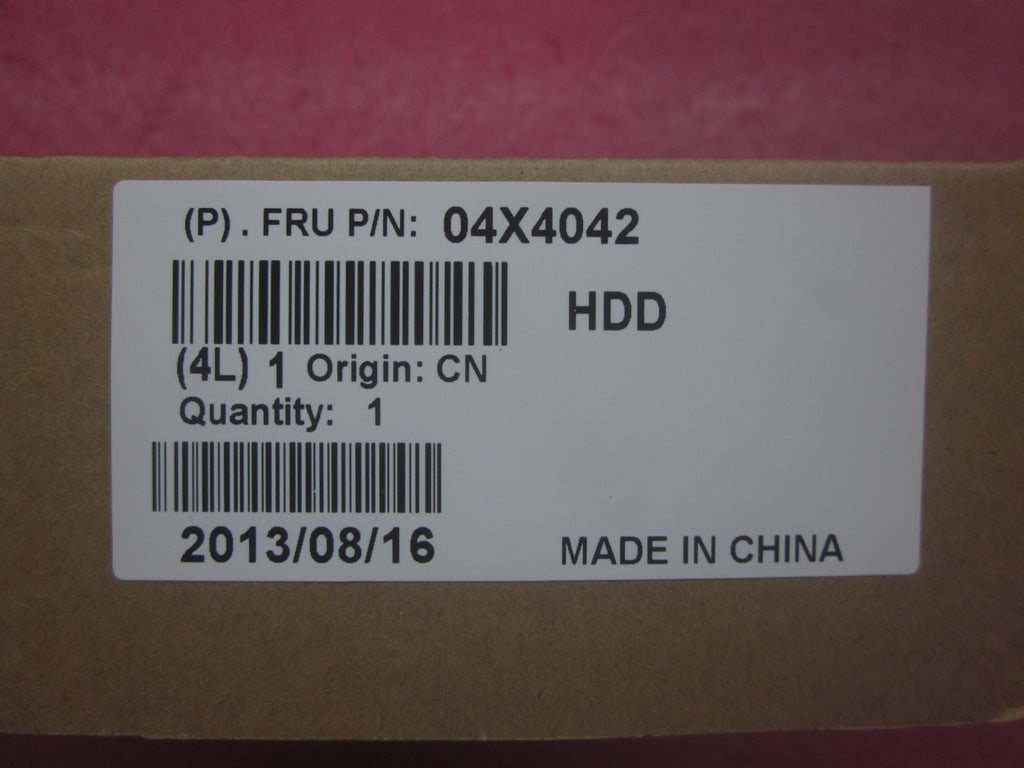 (P) . FRU P/N: 04X4042
HDD
(4L) 1 Origin: CN
Quantity: 1
2013/08/16
MADE IN CHINA